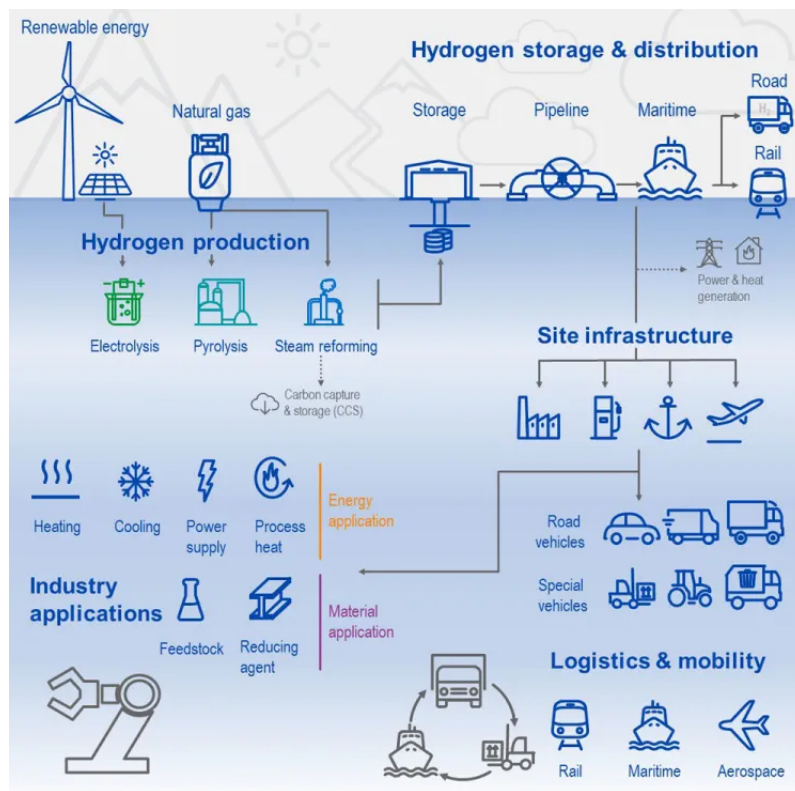 Renewable energy
Hydrogen storage & distribution
Road
Natural gas
Storage
Pipeline
Maritime
H₂
Rail
Hydrogen production
Power & heat
generation
Electrolysis
Pyrolysis
Steam reforming
Site infrastructure
Carbon capture
& storage (CCS)
Heating
Cooling
Power
supply
Process
heat
Energy
application
Road
vehicles
Special
vehicles
Industry
applications
Feedstock
Reducing
agent
Material
application
Logistics & mobility
Rail
Maritime
Aerospace